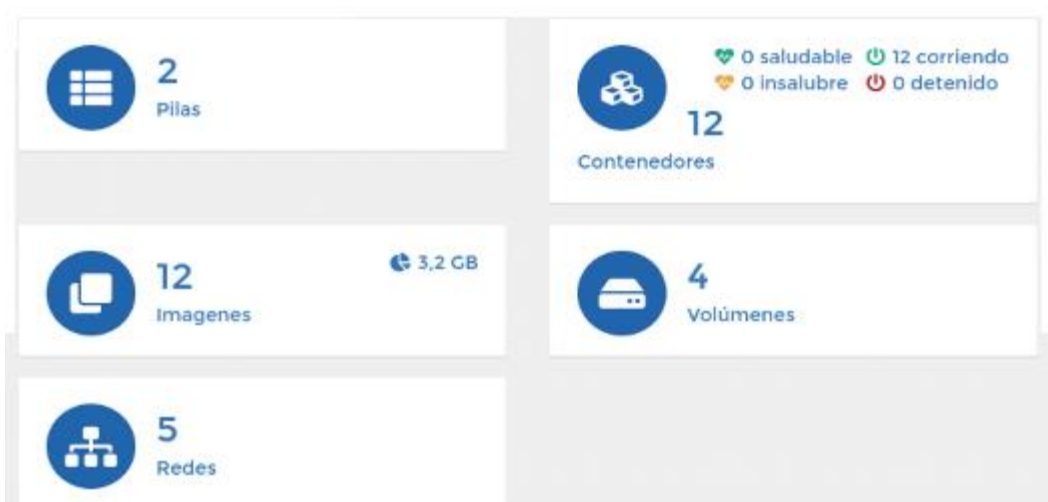 2
Pilas
0 saludable 12 corriendo
0 insalubre 0 detenido
12
Contenedores
12
3,2 GB
Imagenes
4
Volúmenes
5
Redes